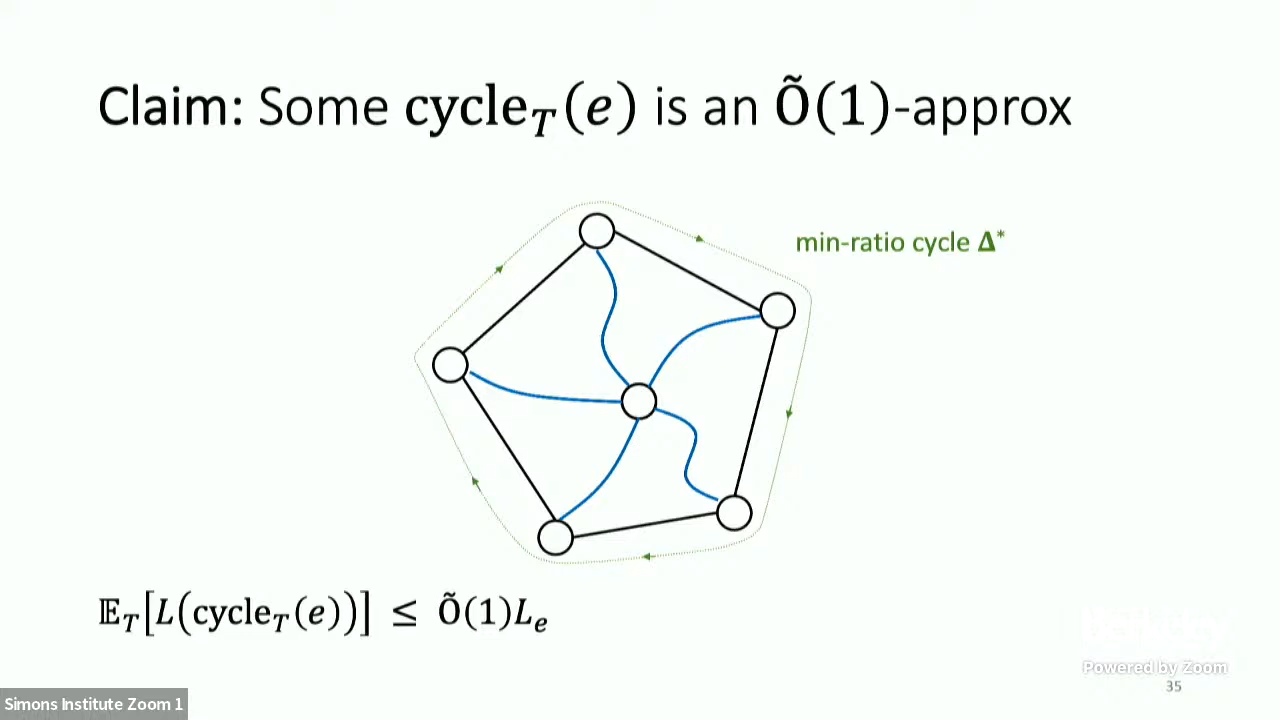 Claim: Some cycle_T(e) is an Õ(1)-approx
min-ratio cycle Δ*
𝔼_T[L(cycle_T(e))] ≤ Õ(1)L_e
Powered by Zoom
35
Simons Institute Zoom 1